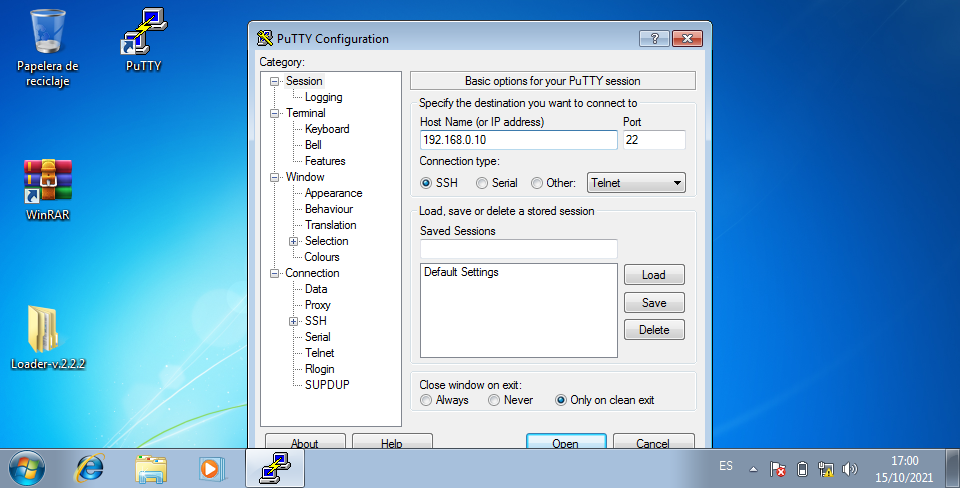 Papelera de
reciclaje
PuTTY
WinRAR
Loader-v.2.2.2
PuTTY Configuration
?
Category:
Session
Logging
Terminal
Keyboard
Bell
Features
Window
Appearance
Behaviour
Translation
Selection
Colours
Connection
Data
Proxy
SSH
Serial
Telnet
Rlogin
SUPDUP
Basic options for your PuTTY session
Specify the destination you want to connect to
Host Name (or IP address) Port
192.168.0.10 22
Connection type:
SSH Serial Other: Telnet
Load, save or delete a stored session
Saved Sessions
Default Settings
Load
Save
Delete
Close window on exit:
Always Never Only on clean exit
About Help Open Cancel
ES
17:00
15/10/2021